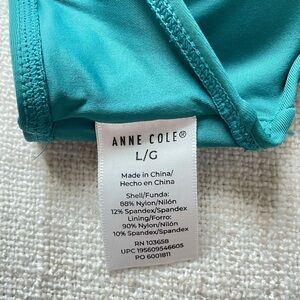 ANNE COLE®
L/G
Made in China/
Hecho en China
Shell/Funda:
88% Nylon/Nilón
12% Spandex/Spandex
Lining/Forro:
90% Nylon/Nilón
10% Spandex/Spandex
RN 103658
UPC 195609546605
PO 6001811